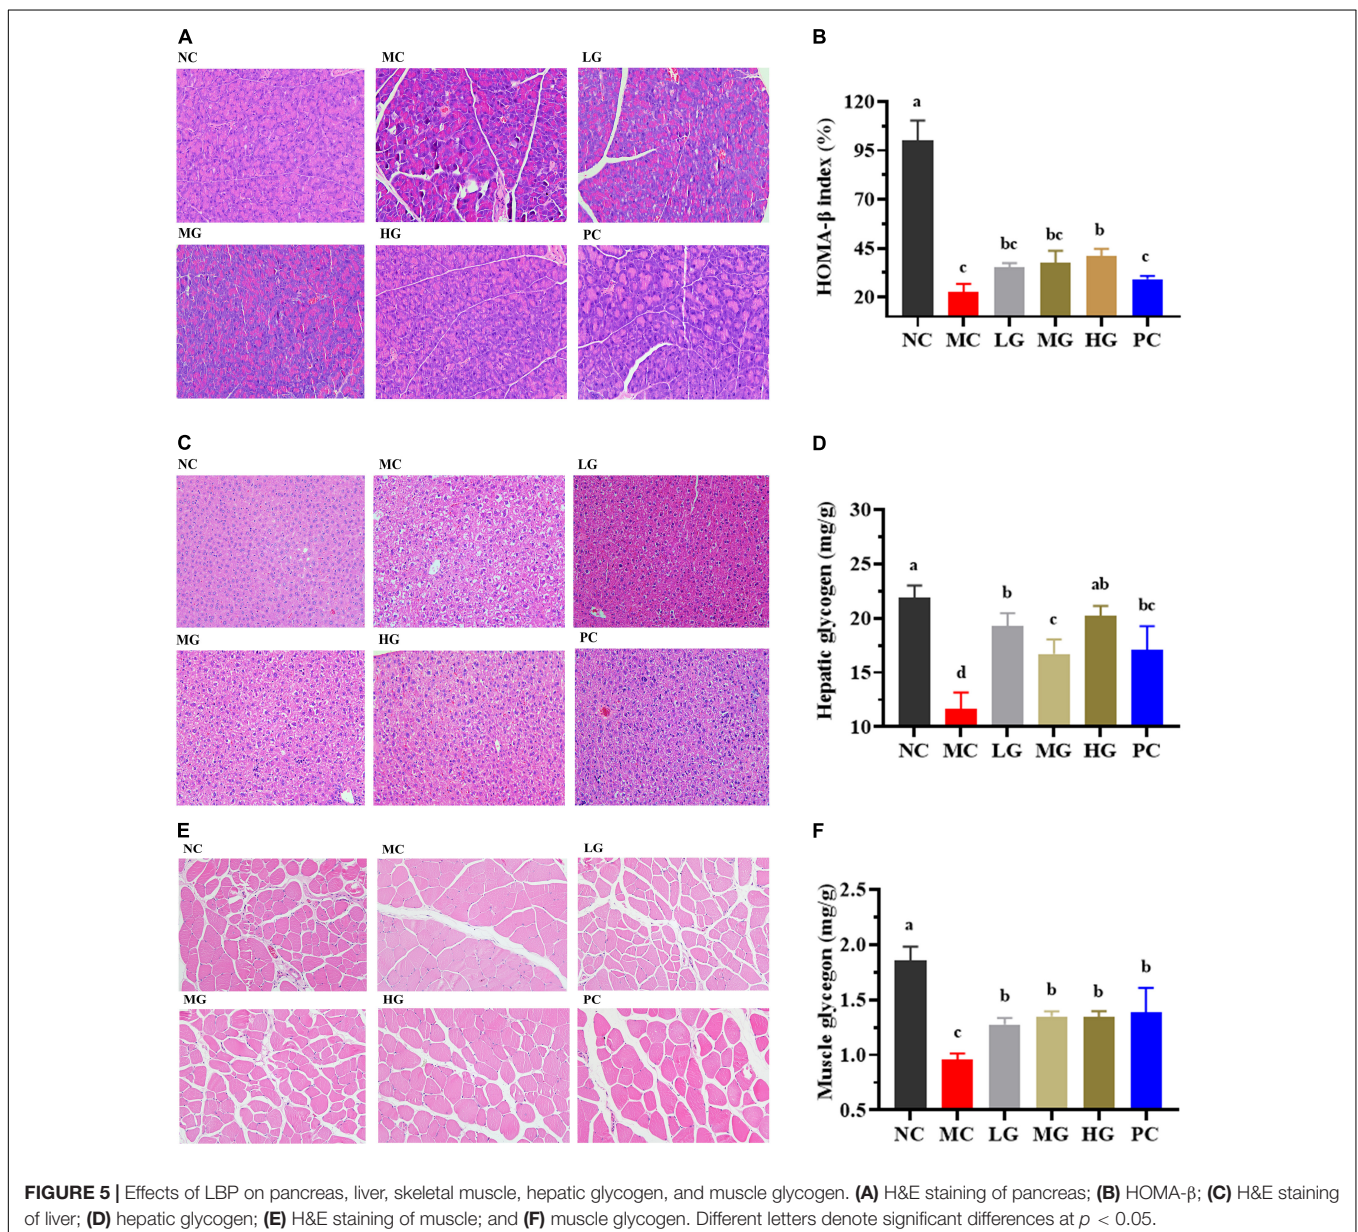 A
NC
MC
LG
MG
HG
PC
B
HOMA-β index (%)
120
95
70
45
20
a
c
bc
bc
b
c
NC MC LG MG HG PC
C
NC
MC
LG
MG
HG
PC
D
Hepatic glycogen (mg/g)
30
25
20
15
10
a
d
b
c
ab
bc
NC MC LG MG HG PC
E
NC
MC
LG
MG
HG
PC
F
Muscle glycegon (mg/g)
2.5
2.0
1.5
1.0
0.5
a
c
b
b
b
b
NC MC LG MG HG PC
FIGURE 5 | Effects of LBP on pancreas, liver, skeletal muscle, hepatic glycogen, and muscle glycogen. (A) H&E staining of pancreas; (B) HOMA-β; (C) H&E staining
of liver; (D) hepatic glycogen; (E) H&E staining of muscle; and (F) muscle glycogen. Different letters denote significant differences at p < 0.05.